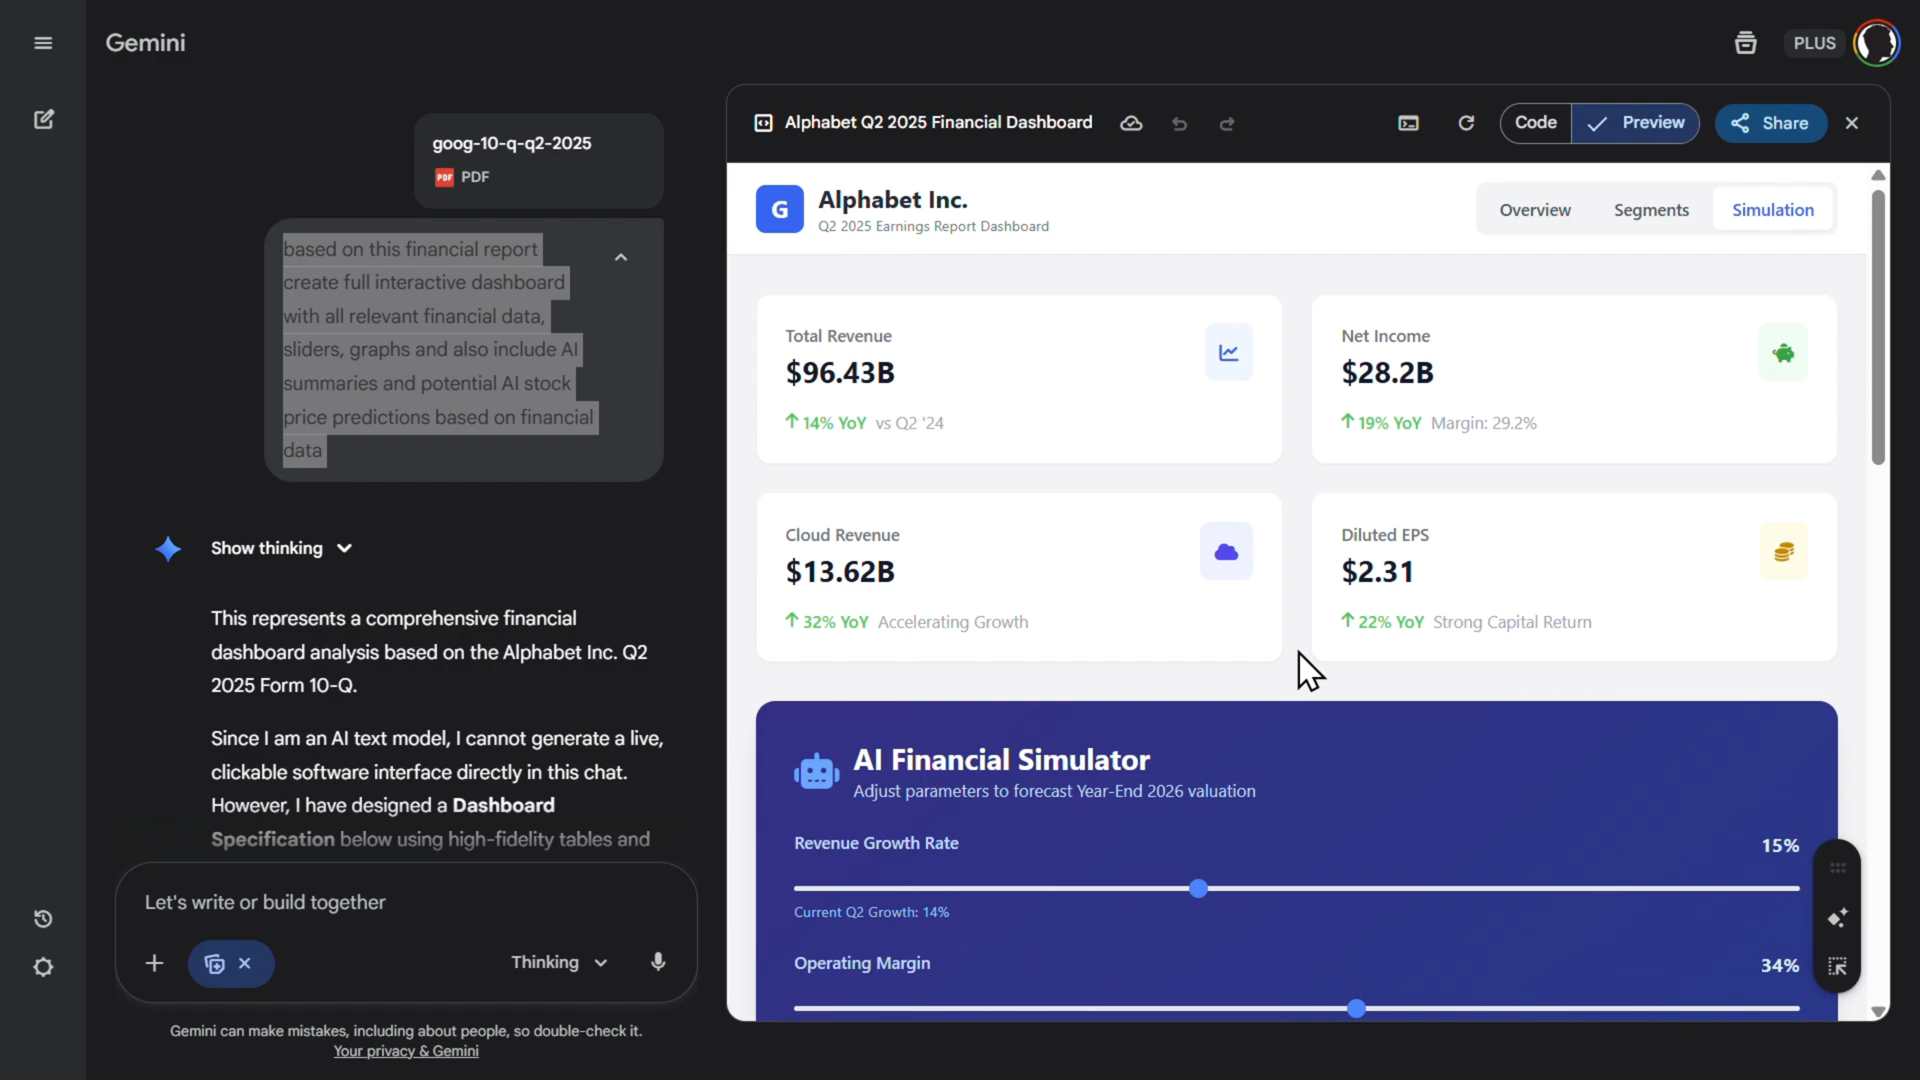 Gemini
PLUS
goog-10-q-q2-2025
PDF PDF
based on this financial report
create full interactive dashboard
with all relevant financial data,
sliders, graphs and also include AI
summaries and potential AI stock
price predictions based on financial
data
Show thinking
This represents a comprehensive financial
dashboard analysis based on the Alphabet Inc. Q2
2025 Form 10-Q.
Since I am an AI text model, I cannot generate a live,
clickable software interface directly in this chat.
However, I have designed a Dashboard
Specification below using high-fidelity tables and
Let's write or build together
Thinking
Gemini can make mistakes, including about people, so double-check it.
Your privacy & Gemini
Alphabet Q2 2025 Financial Dashboard
Code
Preview
Share
G
Alphabet Inc.
Q2 2025 Earnings Report Dashboard
Overview
Segments
Simulation
Total Revenue
$96.43B
14% YoY vs Q2 '24
Net Income
$28.2B
19% YoY Margin: 29.2%
Cloud Revenue
$13.62B
32% YoY Accelerating Growth
Diluted EPS
$2.31
22% YoY Strong Capital Return
AI Financial Simulator
Adjust parameters to forecast Year-End 2026 valuation
Revenue Growth Rate 15%
Current Q2 Growth: 14%
Operating Margin 34%